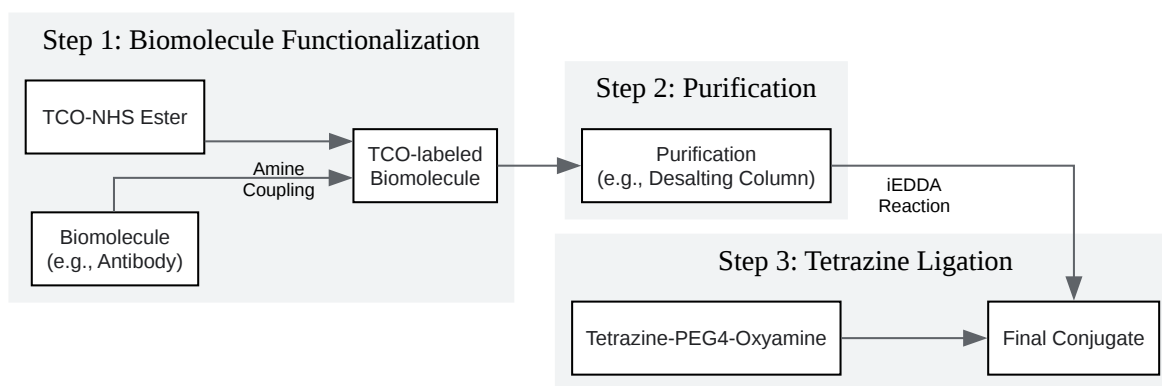 Step 1: Biomolecule Functionalization
TCO-NHS Ester
Amine
Coupling
Biomolecule
(e.g., Antibody)
TCO-labeled
Biomolecule
Step 2: Purification
Purification
(e.g., Desalting Column)
iEDDA
Reaction
Step 3: Tetrazine Ligation
Tetrazine-PEG4-Oxyamine
Final Conjugate